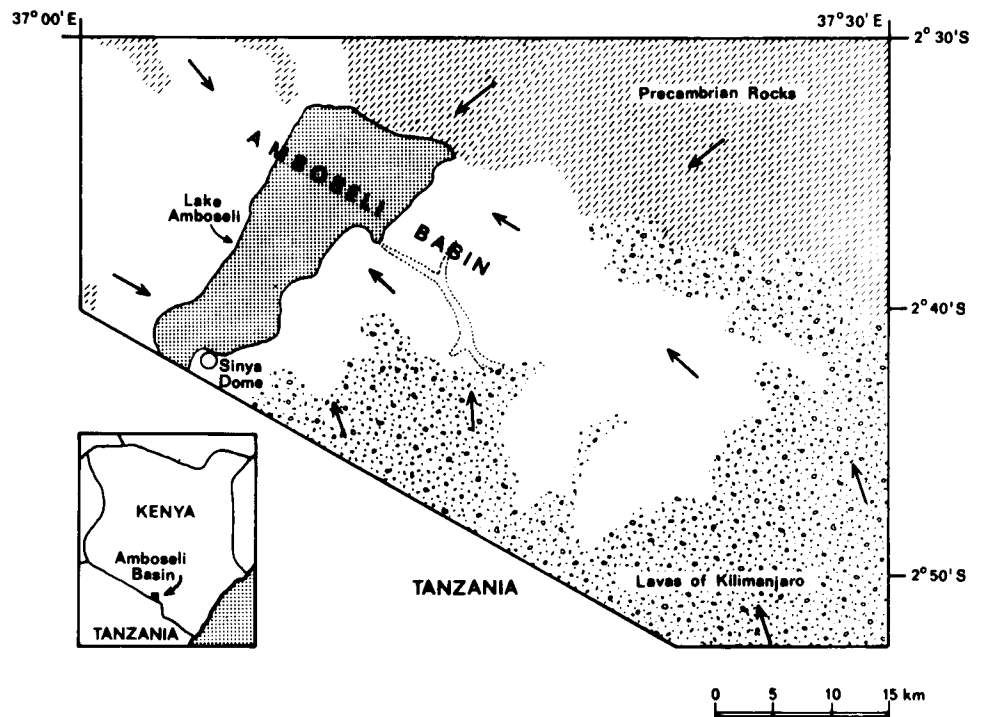 37°00'E
37°30'E
2°30'S
Precambrian Rocks
AMBOSELI
Lake
Amboseli
BASIN
2°40'S
Sinya
Dome
KENYA
Amboseli
Basin
TANZANIA
TANZANIA
Lavas of Kilimanjaro
2°50'S
0 5 10 15 km